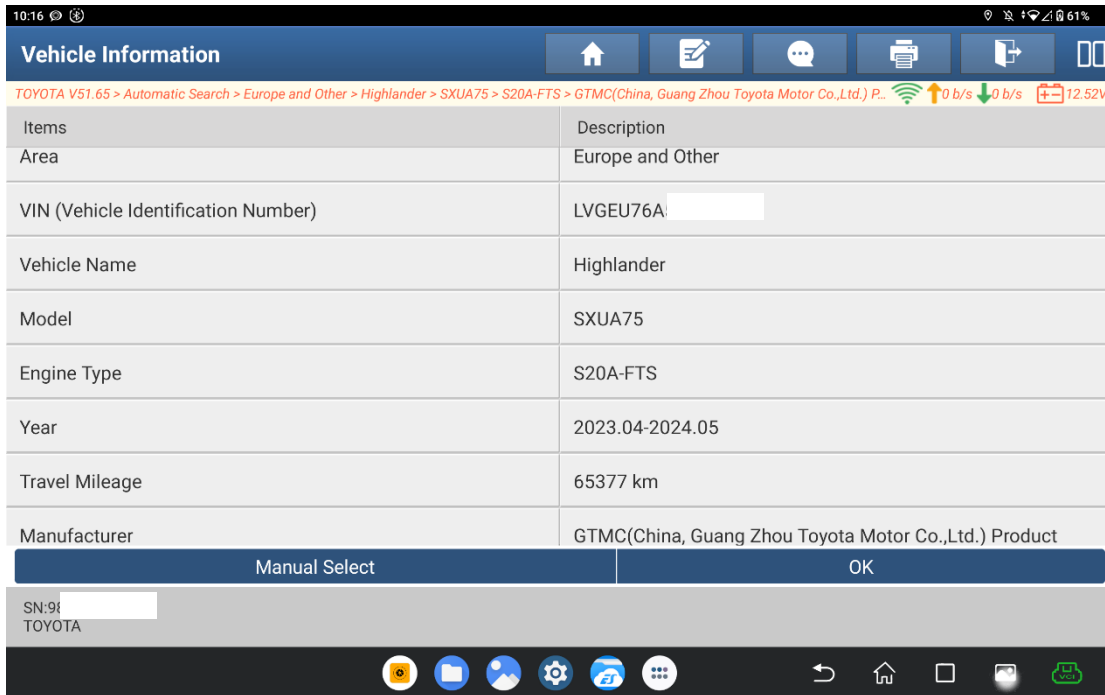 10:16
61%
Vehicle Information
TOYOTA V51.65 > Automatic Search > Europe and Other > Highlander > SXUA75 > S20A-FTS > GTMC(China, Guang Zhou Toyota Motor Co.,Ltd.) P... 0 b/s 0 b/s 12.52V
Items Description
Area Europe and Other
VIN (Vehicle Identification Number) LVGEU76A
Vehicle Name Highlander
Model SXUA75
Engine Type S20A-FTS
Year 2023.04-2024.05
Travel Mileage 65377 km
Manufacturer GTMC(China, Guang Zhou Toyota Motor Co.,Ltd.) Product
Manual Select OK
SN:98
TOYOTA
VCI